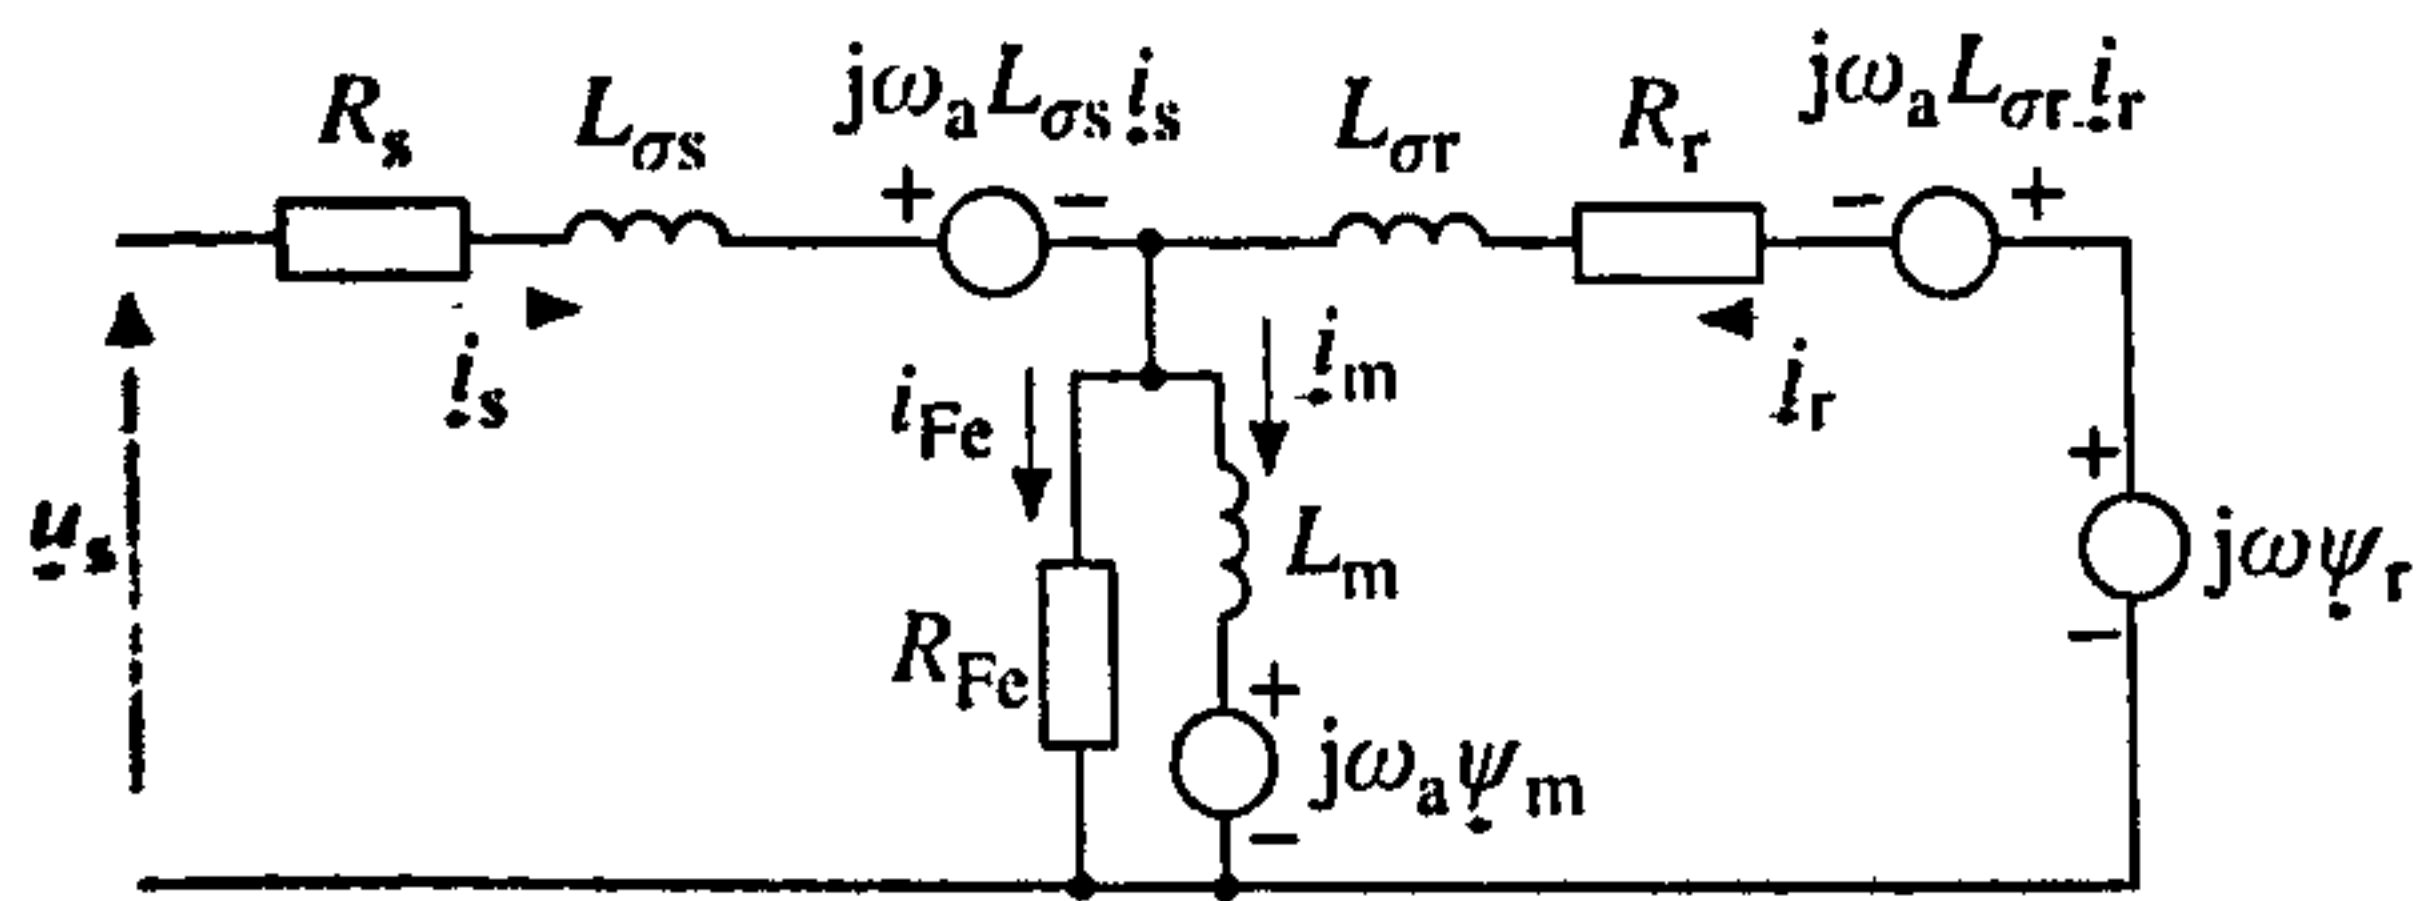 R_s
L_σs
jω_a L_σs i_s
L_σr
R_r
jω_a L_σr i_r
+
−
−
+
i_s
i_Fe
i_m
i_r
u_s
R_Fe
L_m
+
jω_a ψ_m
−
+
jωψ_r
−